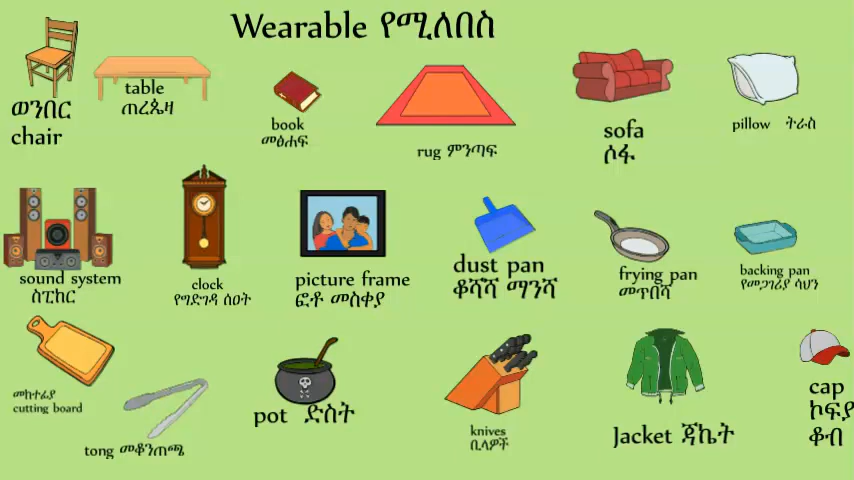 Wearable የሚለበስ
ወንበር
chair
table
ጠረጴዛ
book
መፅሐፍ
rug ምንጣፍ
sofa
ሶፋ
pillow ትራስ
sound system
ስፒከር
clock
የግድግዳ ሰዐት
picture frame
ፎቶ መስቀያ
dust pan
ቆሻሻ ማንሻ
frying pan
መጥበሻ
backing pan
የመጋገሪያ ሳህን
መከተፊያ
cutting board
tong መቆንጠጫ
pot ድስት
knives
ቢላዎች
Jacket ጃኬት
cap
ኮፍያ
ቆብ